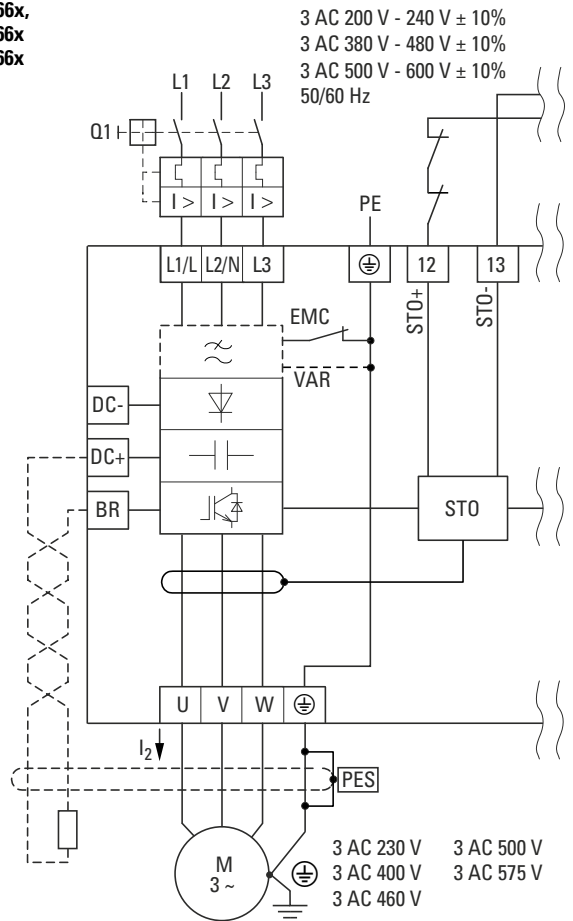 66x,
66x
66x
3 AC 200 V - 240 V ± 10%
3 AC 380 V - 480 V ± 10%
3 AC 500 V - 600 V ± 10%
50/60 Hz
L1 L2 L3
Q1
I > I > I >
PE
L1/L L2/N L3 12 13
STO+ STO-
EMC
VAR
DC-
DC+
BR
STO
U V W
I2
PES
M
3 ~
3 AC 230 V 3 AC 500 V
3 AC 400 V 3 AC 575 V
3 AC 460 V